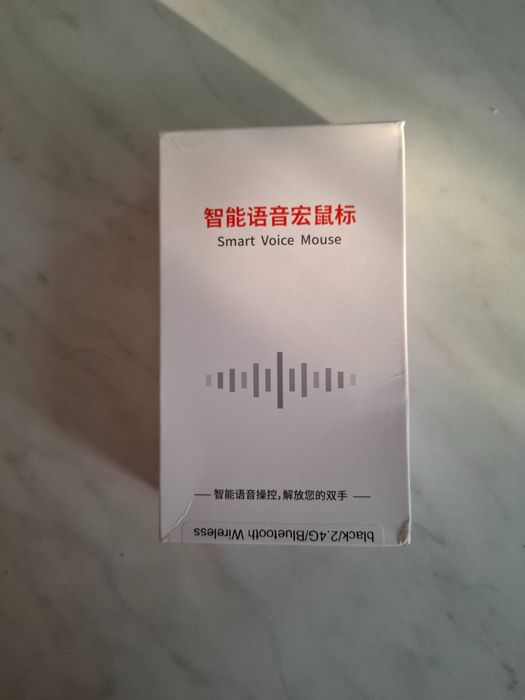 智能语音宏鼠标
Smart Voice Mouse
智能语音操控,解放您的双手
black/2.4G/Bluetooth Wireless